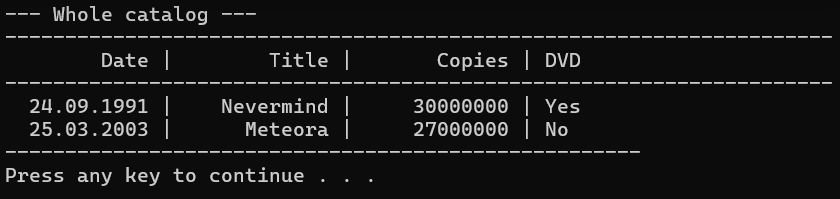 --- Whole catalog ---
---------------------------------------------------------------------
        Date |        Title |       Copies | DVD
---------------------------------------------------------------------
  24.09.1991 |    Nevermind |     30000000 | Yes
  25.03.2003 |      Meteora |     27000000 | No
-----------------------------------------------------
Press any key to continue . . .